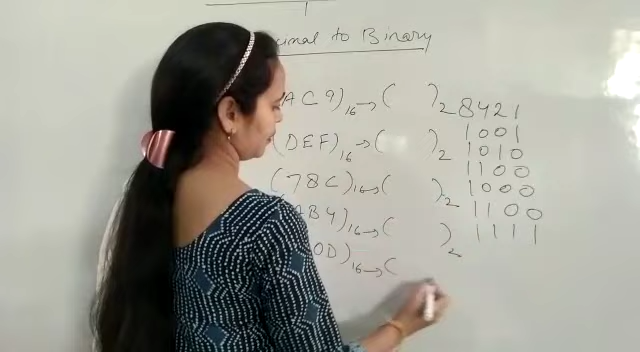 cimal to Binary
AC9)16→( )2 8421
1001
(DEF)16→( )2 1010
1100
(78C)16→( )2 1000
AB4)16→( )2 1100
1111
OD)16→(